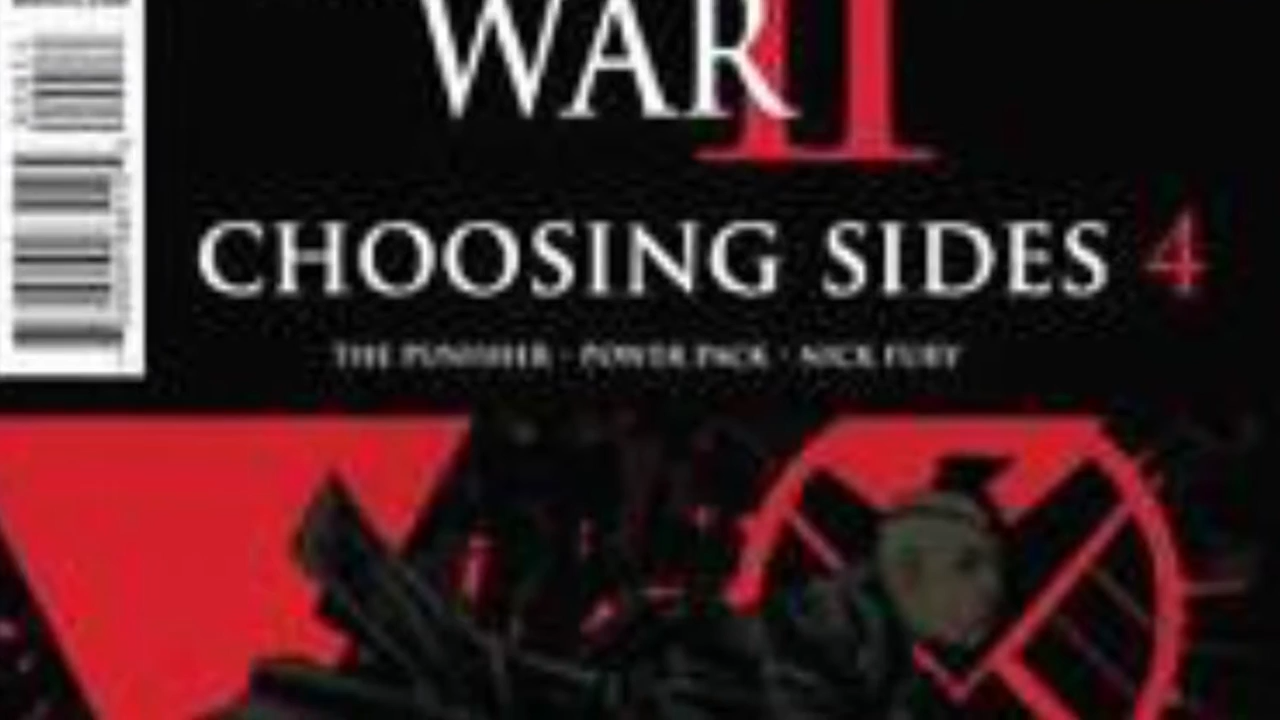 WAR II
CHOOSING SIDES 4
THE PUNISHER · POWER PACK · NICK FURY